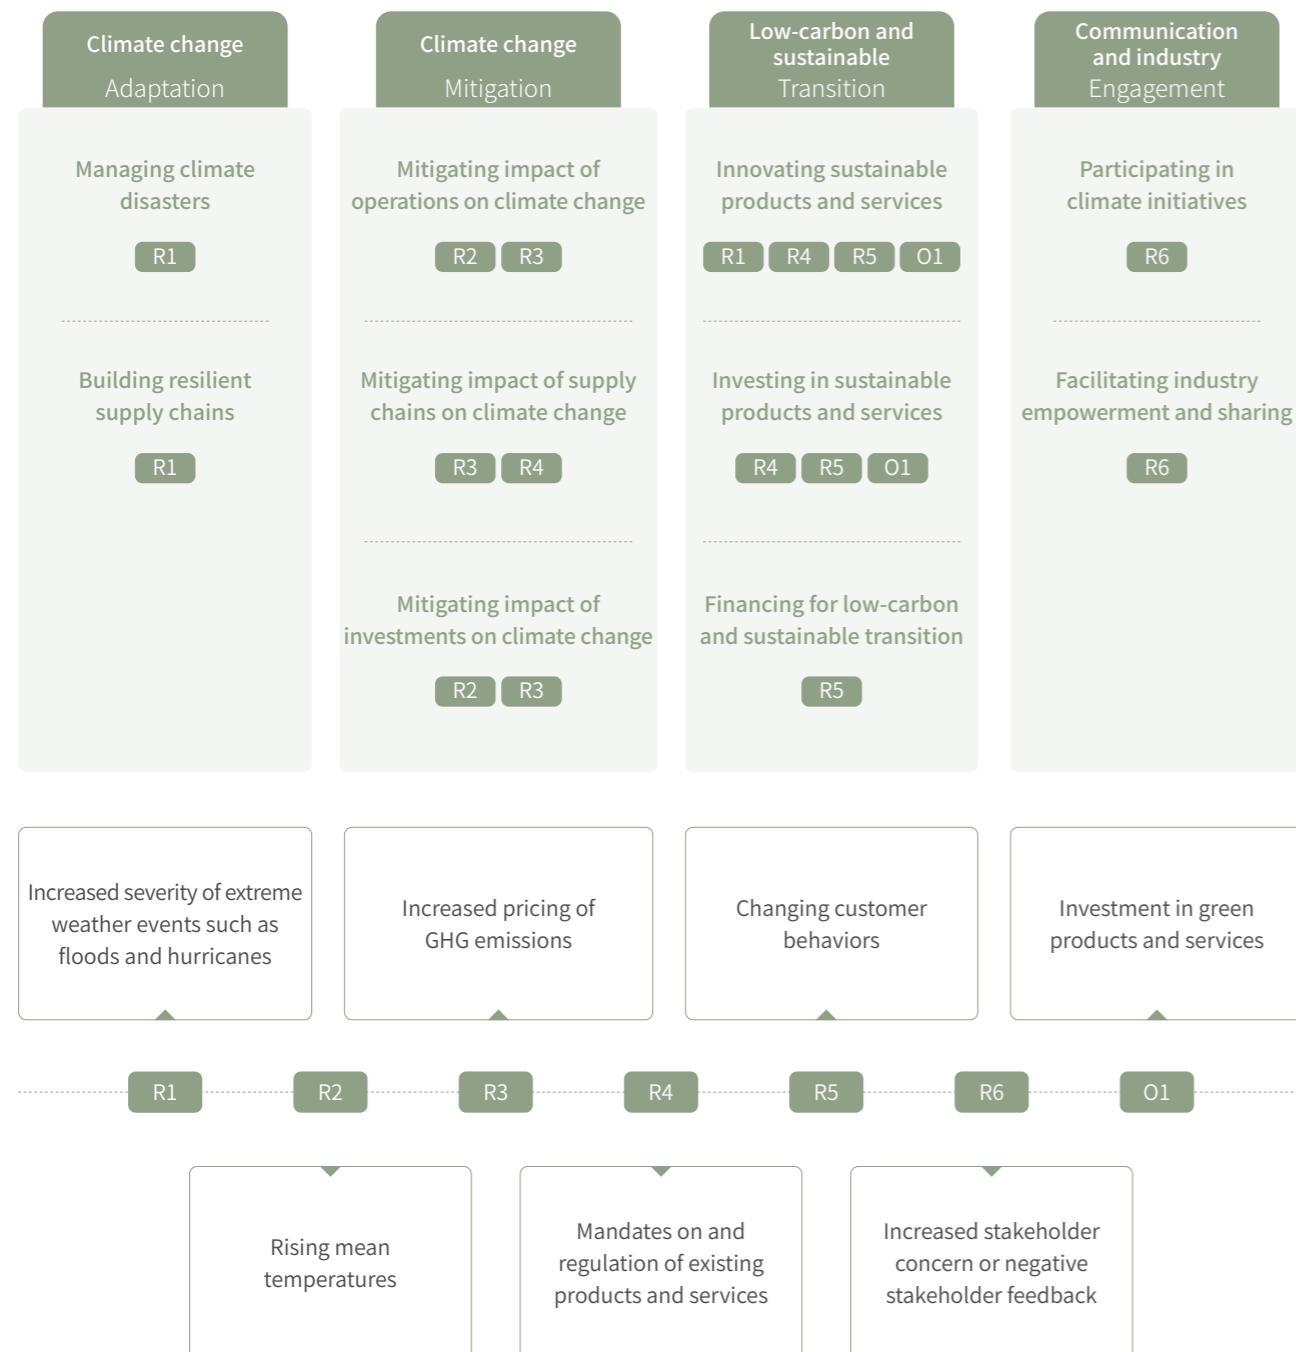 Climate change
Adaptation
Managing climate
disasters
R1
Building resilient
supply chains
R1
Climate change
Mitigation
Mitigating impact of
operations on climate change
R2 R3
Mitigating impact of supply
chains on climate change
R3 R4
Mitigating impact of
investments on climate change
R2 R3
Low-carbon and
sustainable
Transition
Innovating sustainable
products and services
R1 R4 R5 O1
Investing in sustainable
products and services
R4 R5 O1
Financing for low-carbon
and sustainable transition
R5
Communication
and industry
Engagement
Participating in
climate initiatives
R6
Facilitating industry
empowerment and sharing
R6
Increased severity of extreme
weather events such as
floods and hurricanes
Increased pricing of
GHG emissions
Changing customer
behaviors
Investment in green
products and services
R1 R2 R3 R4 R5 R6 O1
Rising mean
temperatures
Mandates on and
regulation of existing
products and services
Increased stakeholder
concern or negative
stakeholder feedback